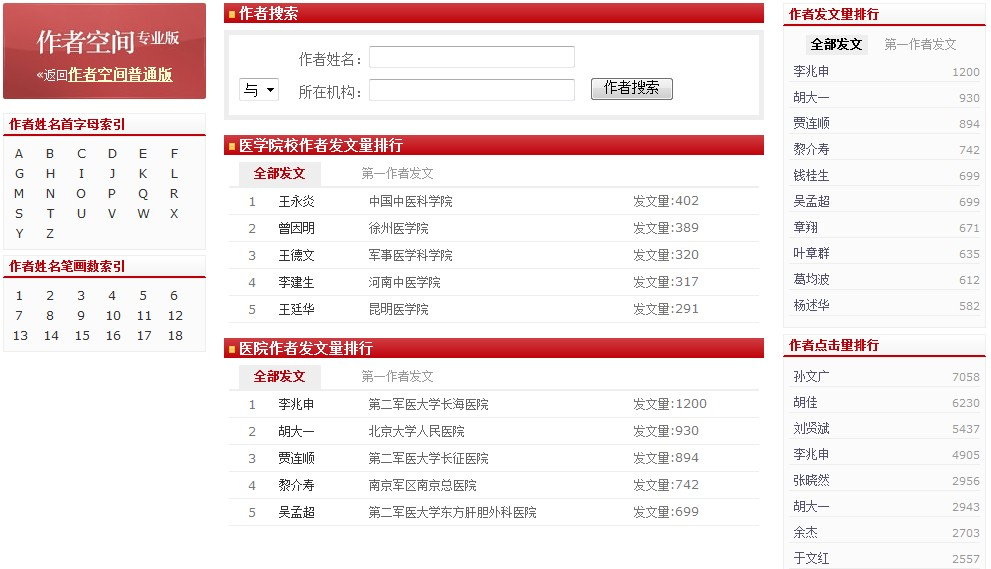 作者空间专业版
«返回作者空间普通版
作者姓名首字母索引
A B C D E F
G H I J K L
M N O P Q R
S T U V W X
Y Z
作者姓名笔画数索引
1 2 3 4 5 6
7 8 9 10 11 12
13 14 15 16 17 18
作者搜索
作者姓名：
与 所在机构： 作者搜索
医学院校作者发文量排行
全部发文 第一作者发文
1 王永炎 中国中医科学院 发文量:402
2 曾因明 徐州医学院 发文量:389
3 王德文 军事医学科学院 发文量:320
4 李建生 河南中医学院 发文量:317
5 王廷华 昆明医学院 发文量:291
医院作者发文量排行
全部发文 第一作者发文
1 李兆申 第二军医大学长海医院 发文量:1200
2 胡大一 北京大学人民医院 发文量:930
3 贾连顺 第二军医大学长征医院 发文量:894
4 黎介寿 南京军区南京总医院 发文量:742
5 吴孟超 第二军医大学东方肝胆外科医院 发文量:699
作者发文量排行
全部发文 第一作者发文
李兆申 1200
胡大一 930
贾连顺 894
黎介寿 742
钱桂生 699
吴孟超 699
章翔 671
叶章群 635
葛均波 612
杨述华 582
作者点击量排行
孙文广 7058
胡佳 6230
刘贤斌 5437
李兆申 4905
张晓然 2956
胡大一 2943
余杰 2703
于文红 2557